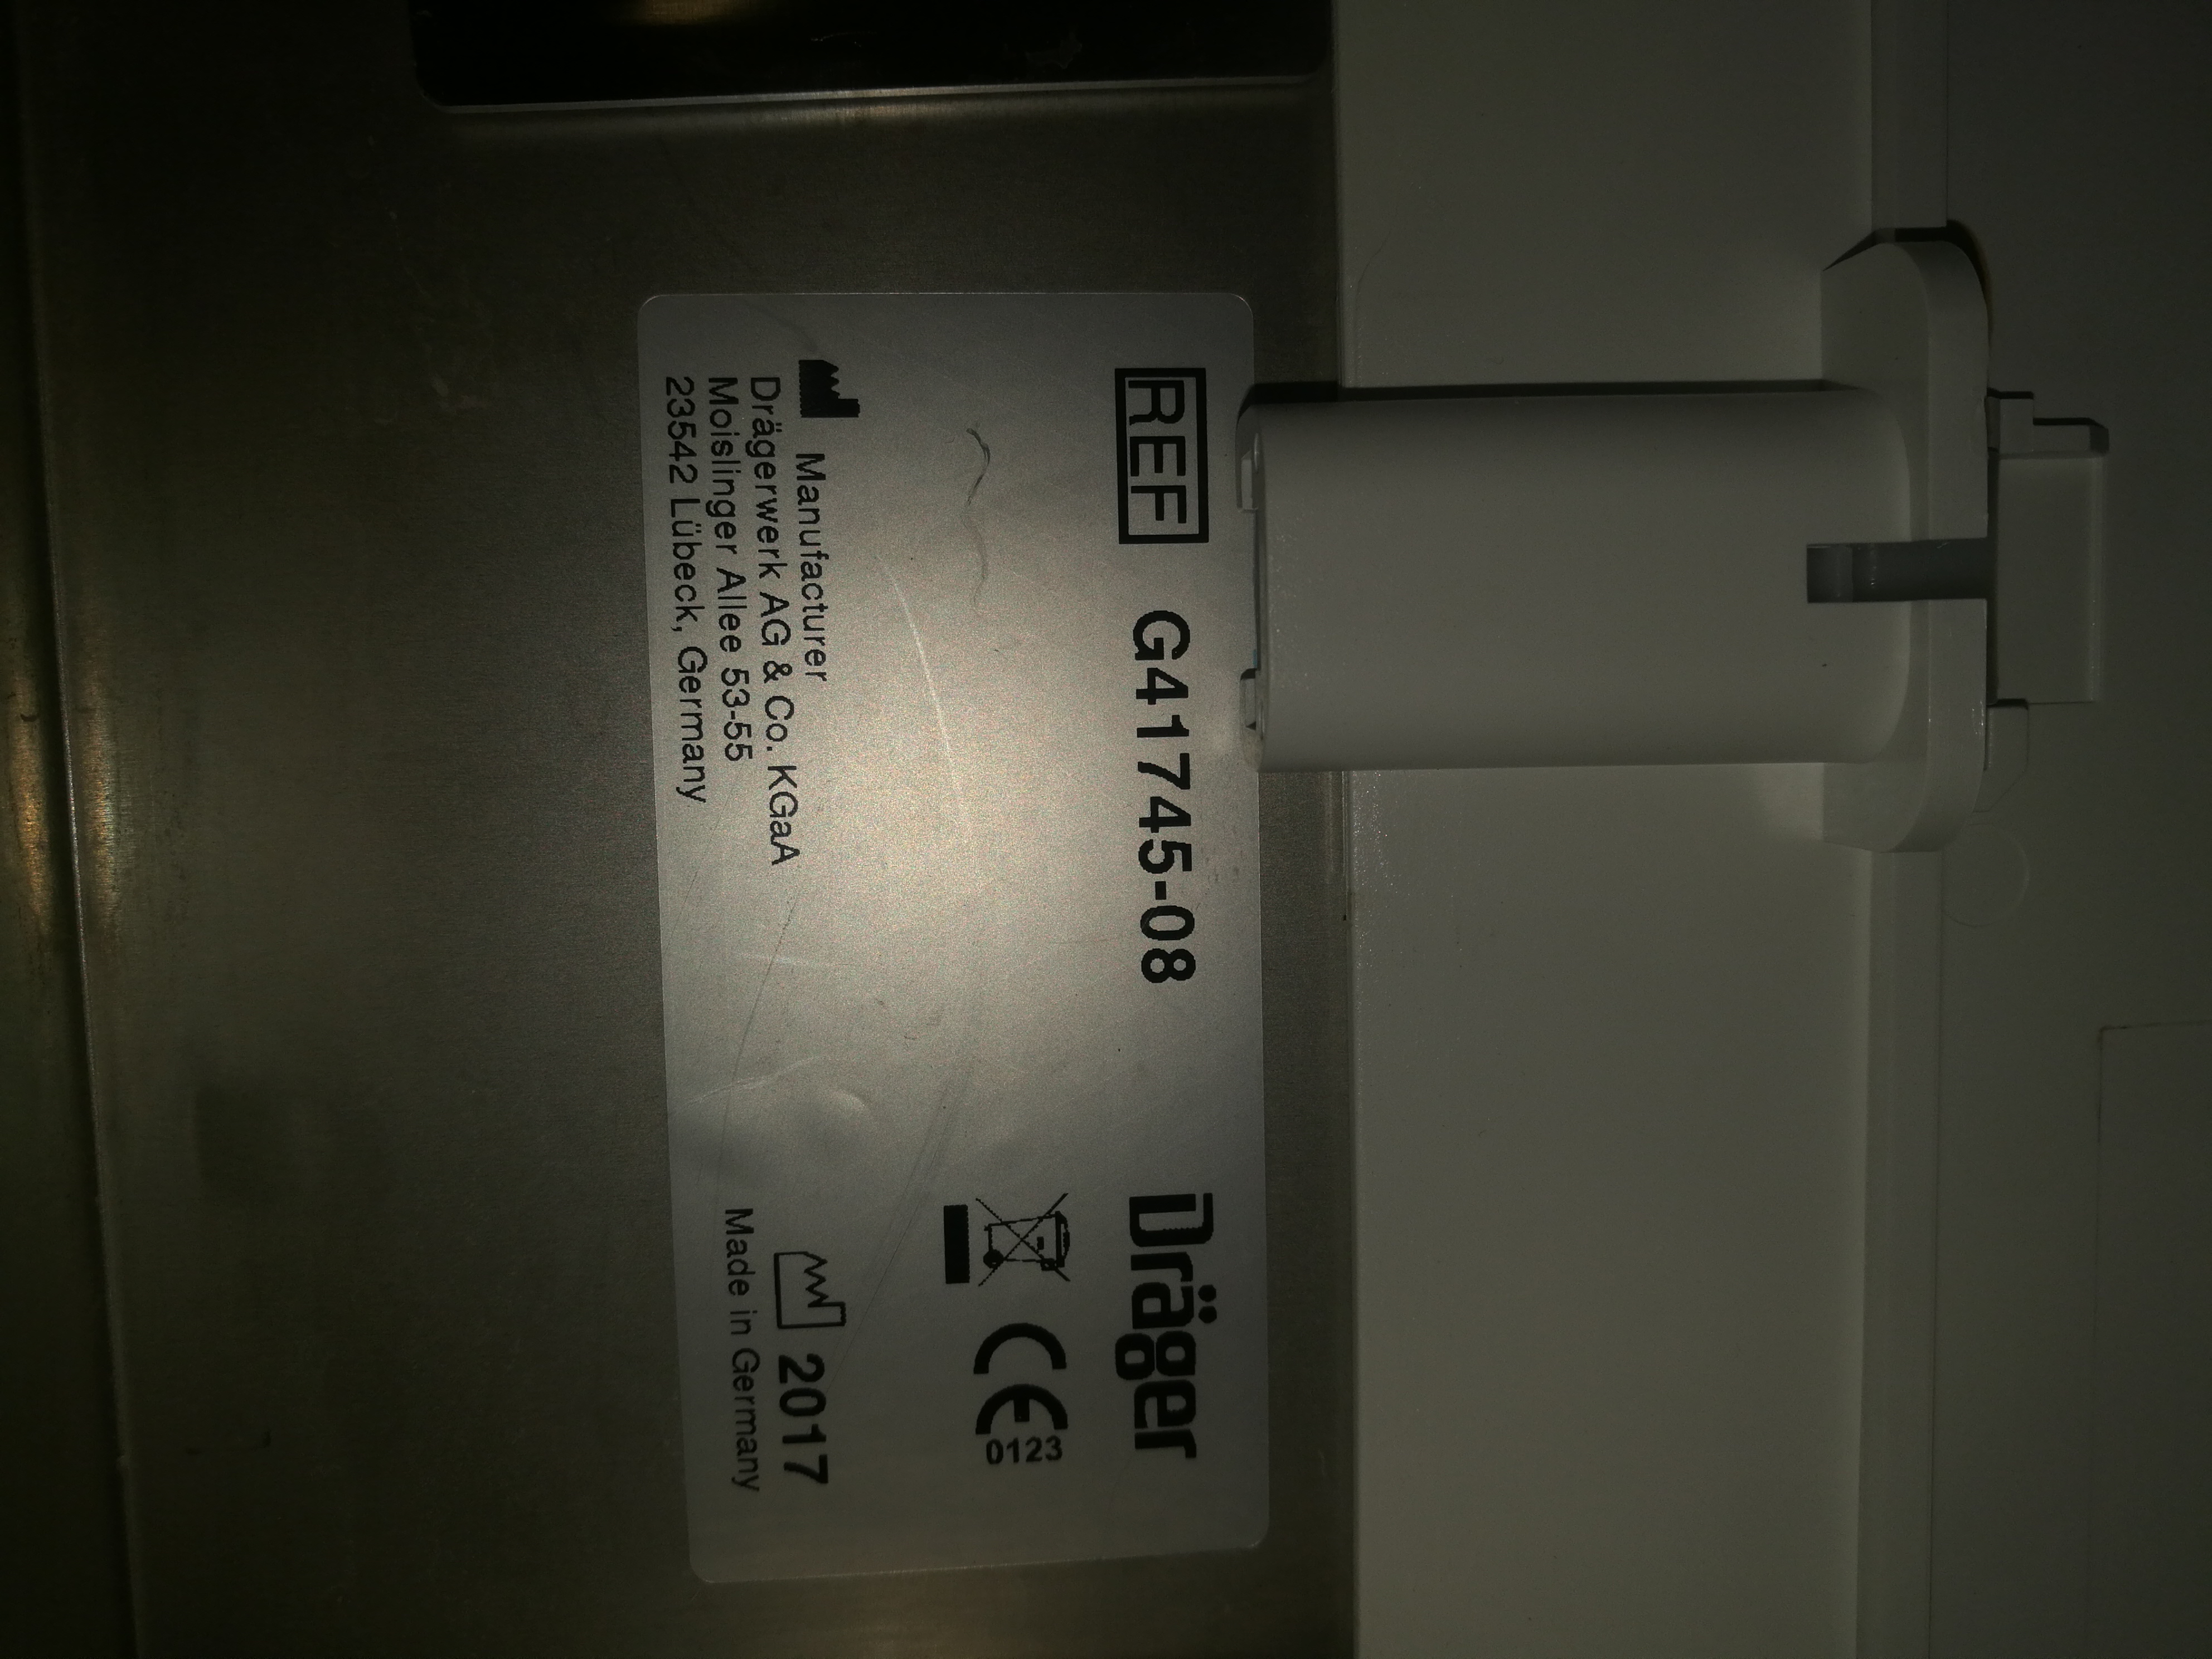 REF G41745-08
Dräger
0123
Manufacturer
Drägerwerk AG & Co. KGaA
Moislinger Allee 53-55
23542 Lübeck, Germany
2017
Made in Germany